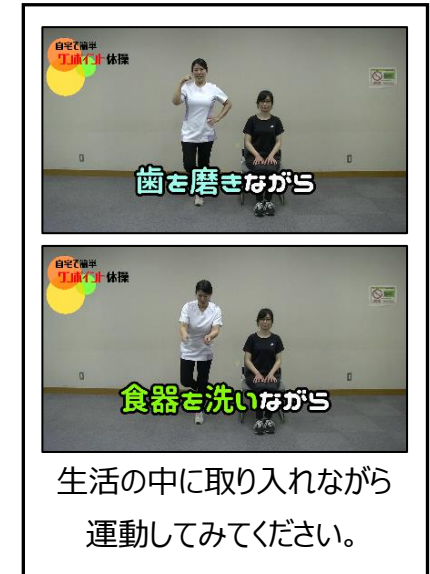 自宅で簡単
ワンポイント体操
歯を磨きながら
自宅で簡単
ワンポイント体操
食器を洗いながら
生活の中に取り入れながら
運動してみてください。